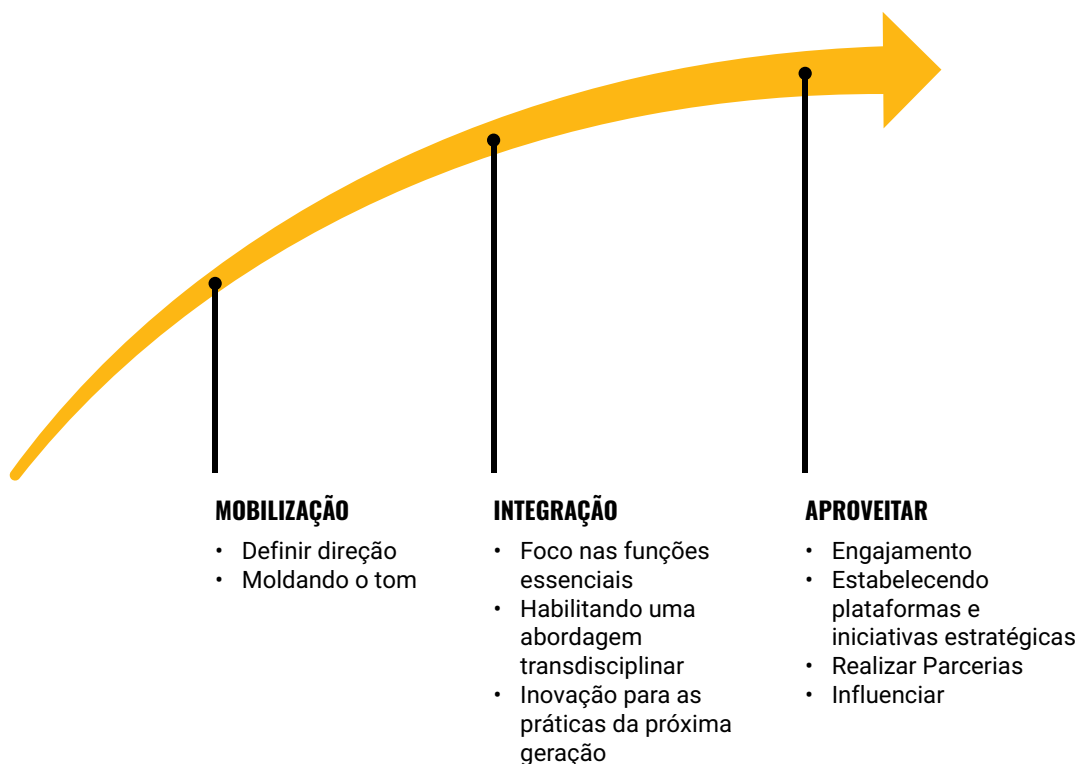 MOBILIZAÇÃO
• Definir direção
• Moldando o tom
INTEGRAÇÃO
• Foco nas funções
essenciais
• Habilitando uma
abordagem
transdisciplinar
• Inovação para as
práticas da próxima
geração
APROVEITAR
• Engajamento
• Estabelecendo
plataformas e
iniciativas estratégicas
• Realizar Parcerias
• Influenciar